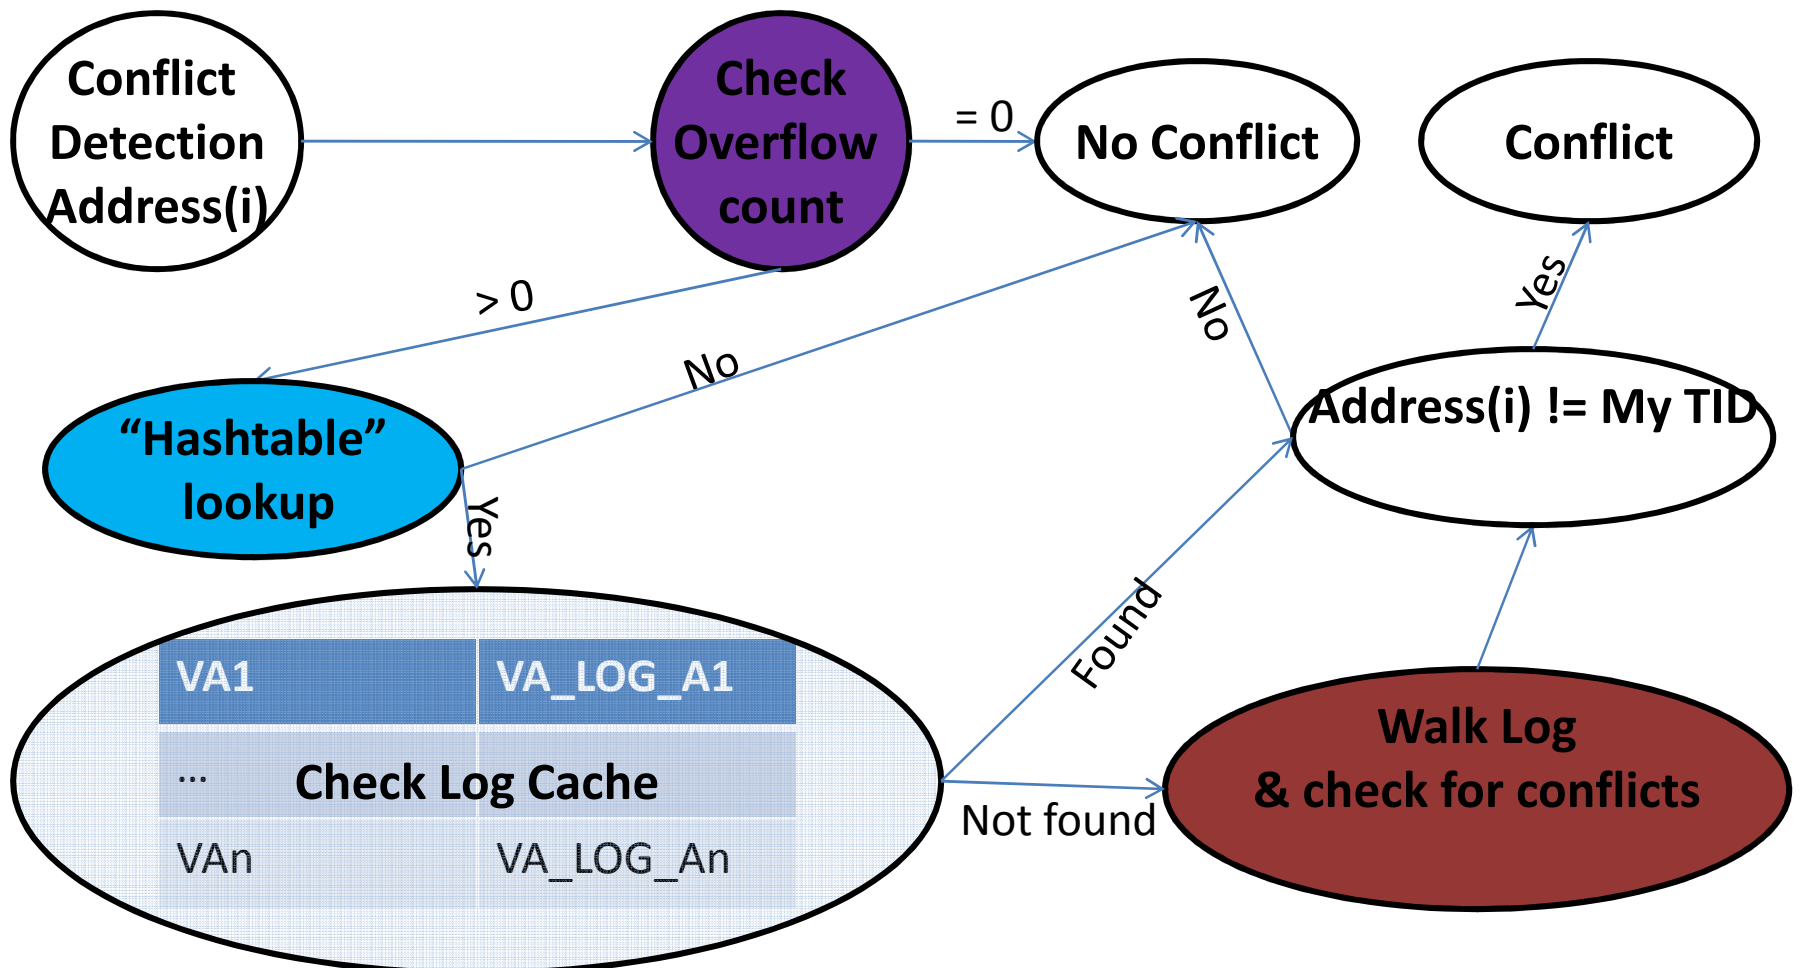 Conflict
Detection
Address(i)
Check
Overflow
count
= 0
No Conflict
Conflict
> 0
No
No
Yes
"Hashtable"
lookup
Yes
Address(i) != My TID
Found
VA1 VA_LOG_A1
...
Check Log Cache
VAn VA_LOG_An
Not found
Walk Log
& check for conflicts